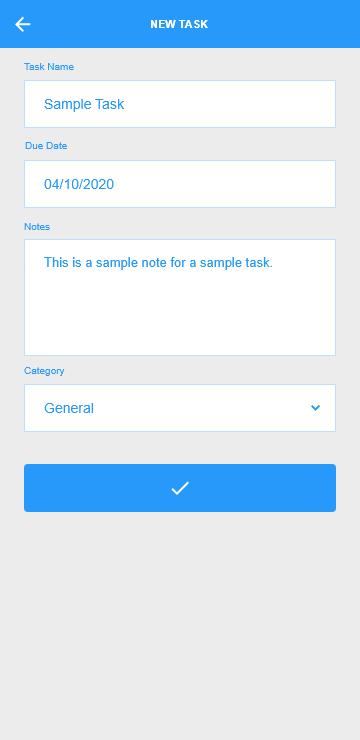 NEW TASK
Task Name
Sample Task
Due Date
04/10/2020
Notes
This is a sample note for a sample task.
Category
General